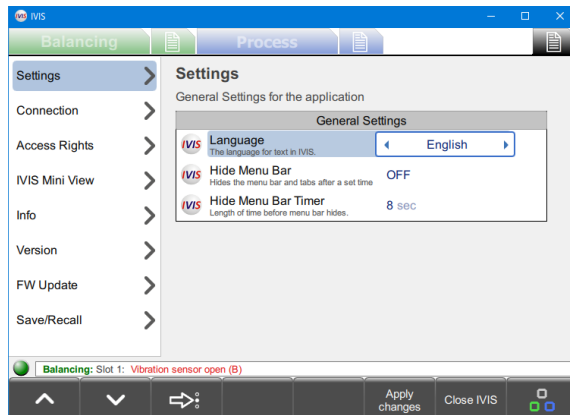 IVIS IVIS
Balancing Process
Settings
Connection
Access Rights
IVIS Mini View
Info
Version
FW Update
Save/Recall
Settings
General Settings for the application
General Settings
IVIS Language English
The language for text in IVIS.
IVIS Hide Menu Bar OFF
Hides the menu bar and tabs after a set time
IVIS Hide Menu Bar Timer 8 sec
Length of time before menu bar hides.
Balancing: Slot 1: Vibration sensor open (B)
Apply changes Close IVIS